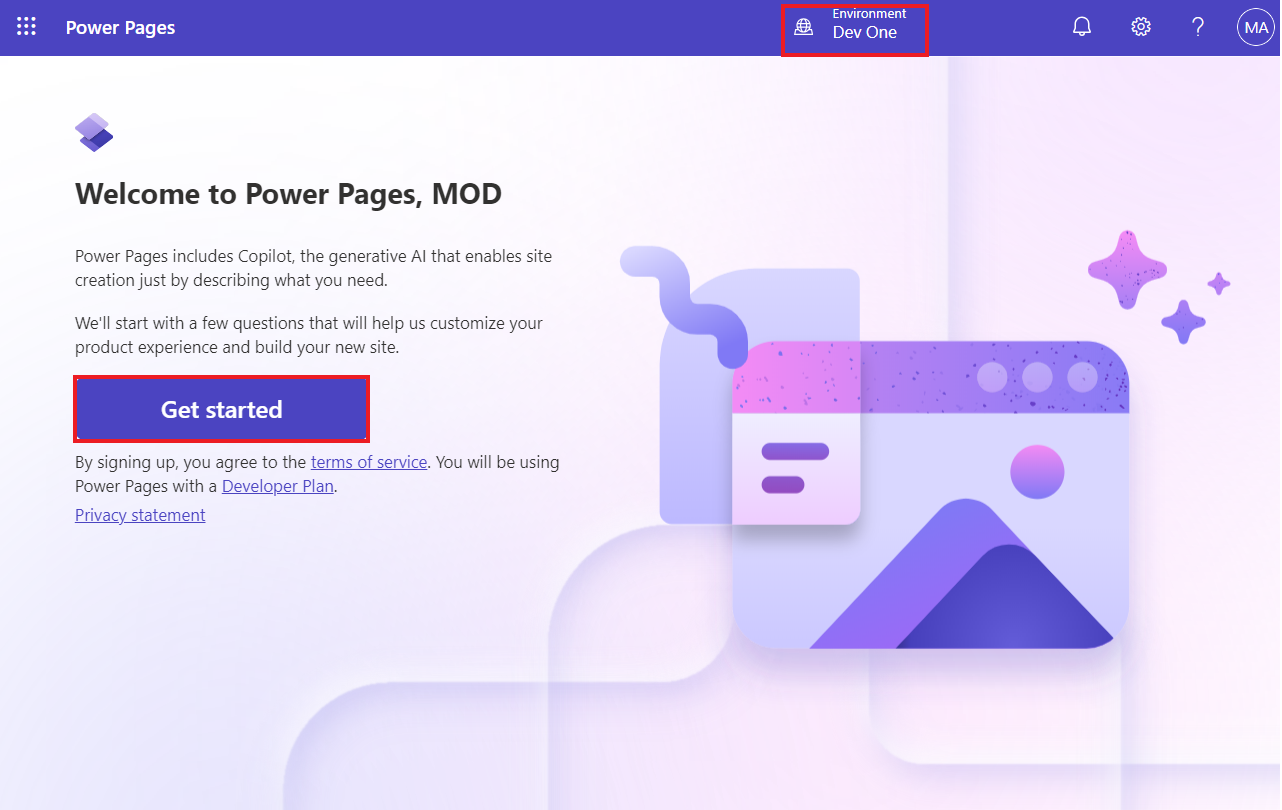 Power Pages
Environment
Dev One
?
MA
Welcome to Power Pages, MOD
Power Pages includes Copilot, the generative AI that enables site
creation just by describing what you need.
We'll start with a few questions that will help us customize your
product experience and build your new site.
Get started
By signing up, you agree to the terms of service. You will be using
Power Pages with a Developer Plan.
Privacy statement